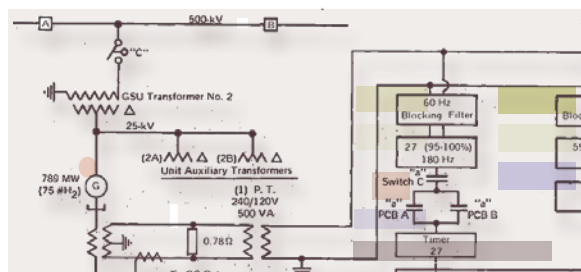 A
500-kV
B
"C"
GSU Transformer No. 2
25-kV
60 Hz
Blocking Filter
(2A)
(2B)
Unit Auxiliary Transformers
789 MW
(75 #H₂)
G
(1) P. T.
240/120V
500 VA
27 (95-100%)
180 Hz
"a"
Switch C
"a"
PCB A
"a"
PCB B
0.78Ω
Timer
27
Bloc
59